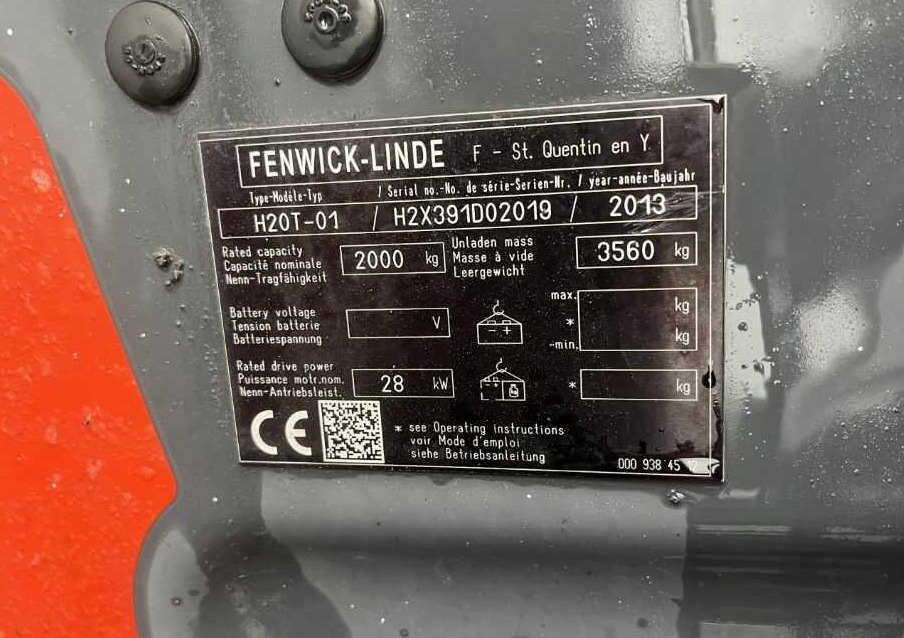 FENWICK-LINDE F - St. Quentin en Y.
Type-Modèle-Typ / Serial no.-No. de série-Serien-Nr. / year-année-Baujahr
H20T-01 / H2X391D02019 / 2013
Rated capacity
Capacité nominale
Nenn-Tragfähigkeit
2000 kg
Unladen mass
Masse à vide
Leergewicht
3560 kg
Battery voltage
Tension batterie
Batteriespannung
V
- +
max. kg
*
-min. kg
Rated drive power
Puissance motr.nom.
Nenn-Antriebsleist.
28 kW
* kg
CE
* see Operating instructions
voir Mode d'emploi
siehe Betriebsanleitung
000 938 45